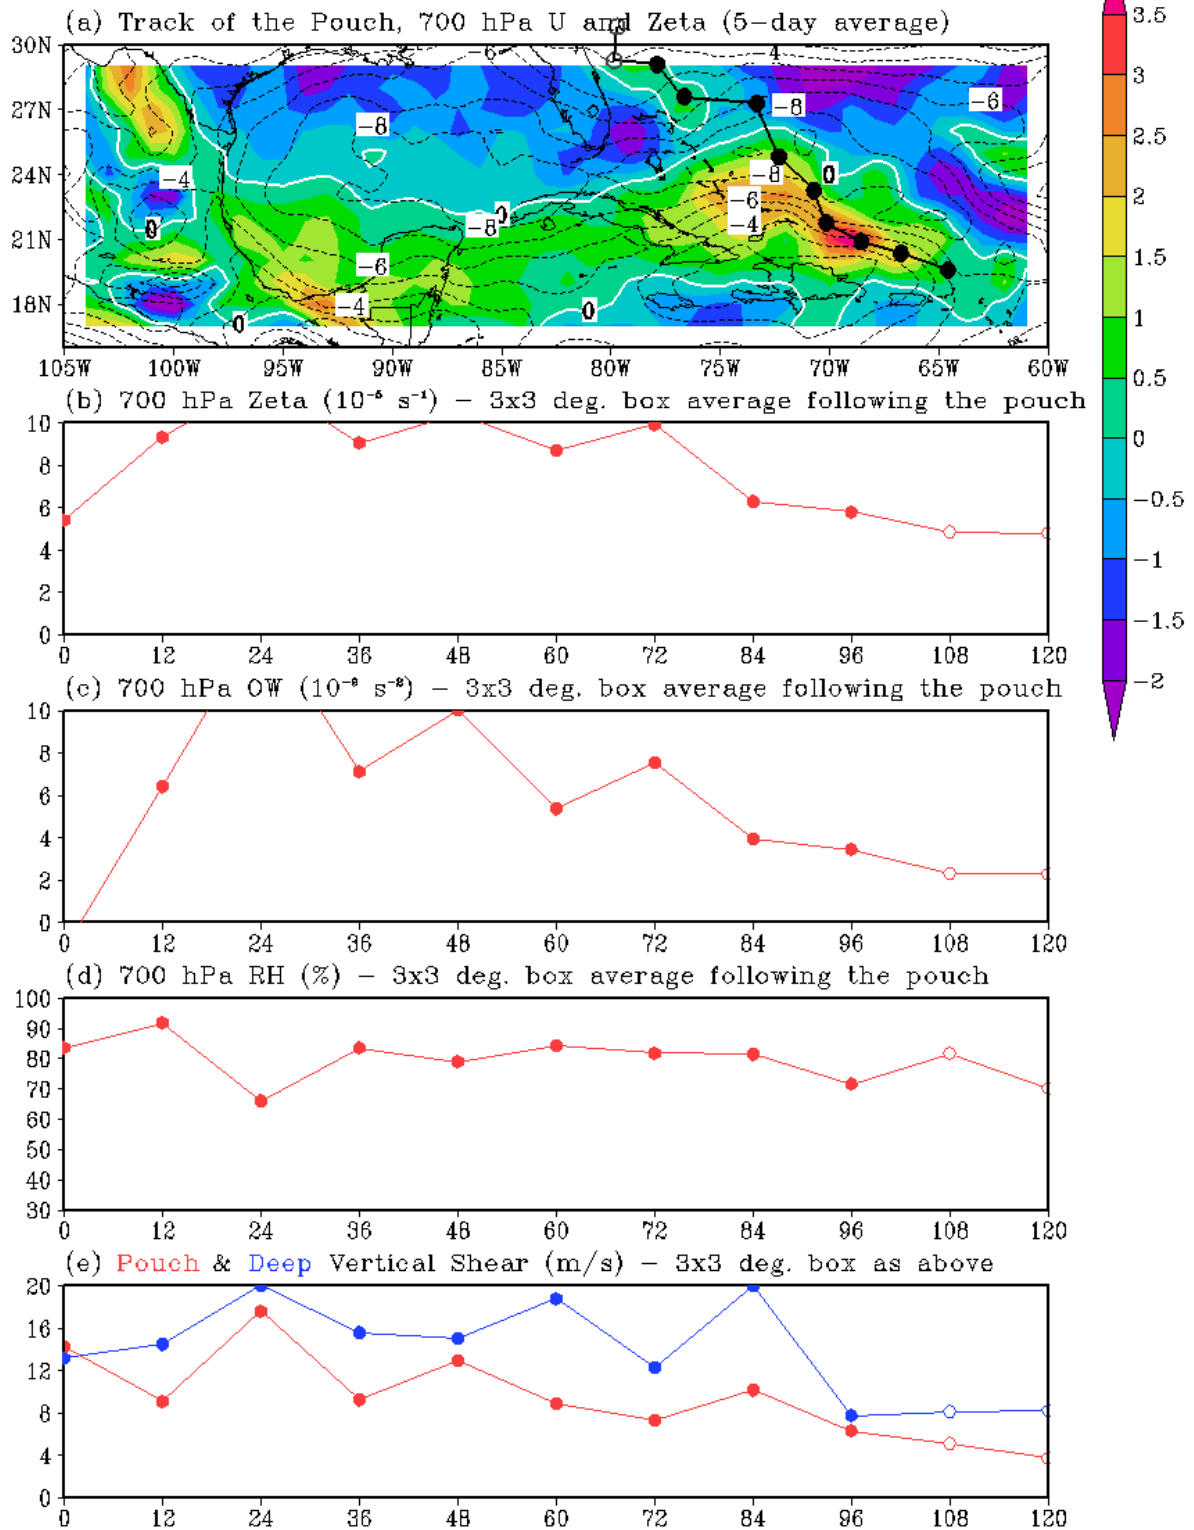 (a) Track of the Pouch, 700 hPa U and Zeta (5-day average)
30N
27N
24N
21N
18N
105W 100W 95W 90W 85W 80W 75W 70W 65W 60W
-6 -4
-8 -8 -6
-4 -8 0
0 -8 0 -6
-4
-6
-4 0
0
3.5
3
2.5
2
1.5
1
0.5
0
-0.5
-1
-1.5
-2
(b) 700 hPa Zeta (10⁻⁵ s⁻¹) - 3x3 deg. box average following the pouch
10
8
6
4
2
0
0 12 24 36 48 60 72 84 96 108 120
(c) 700 hPa OW (10⁻⁹ s⁻²) - 3x3 deg. box average following the pouch
10
8
6
4
2
0
0 12 24 36 48 60 72 84 96 108 120
(d) 700 hPa RH (%) - 3x3 deg. box average following the pouch
100
90
80
70
60
50
40
30
0 12 24 36 48 60 72 84 96 108 120
(e) Pouch & Deep Vertical Shear (m/s) - 3x3 deg. box as above
20
16
12
8
4
0
0 12 24 36 48 60 72 84 96 108 120